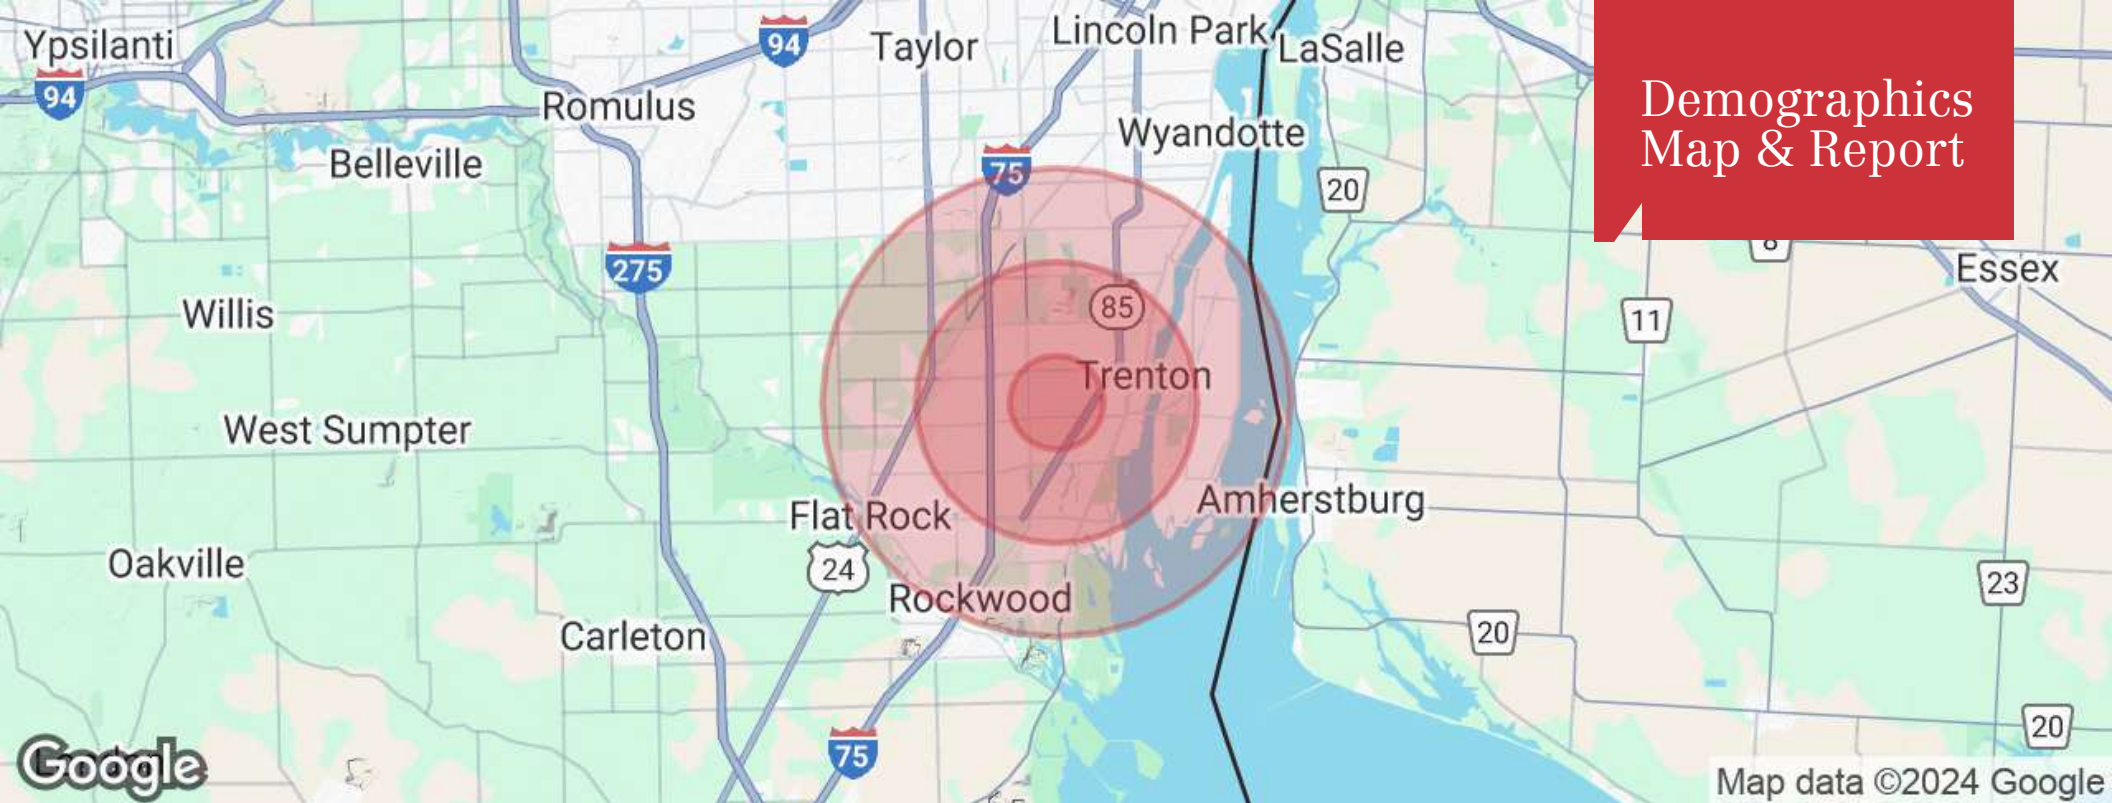 Demographics
Map & Report
Ypsilanti
94
94
Taylor
Lincoln Park
LaSalle
Romulus
Wyandotte
Belleville
75
20
8
275
Essex
Willis
85
11
Trenton
West Sumpter
Flat Rock
Amherstburg
24
Oakville
23
Rockwood
Carleton
20
75
20
Google
Map data ©2024 Google